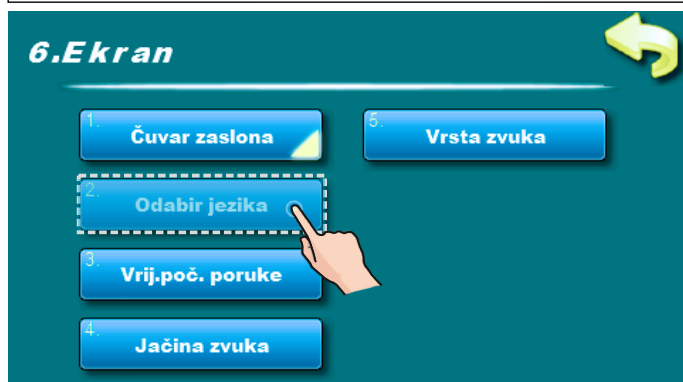 6.Ekran
1.
Čuvar zaslona
2.
Odabir jezika
3.
Vrij.poč. poruke
4.
Jačina zvuka
5.
Vrsta zvuka